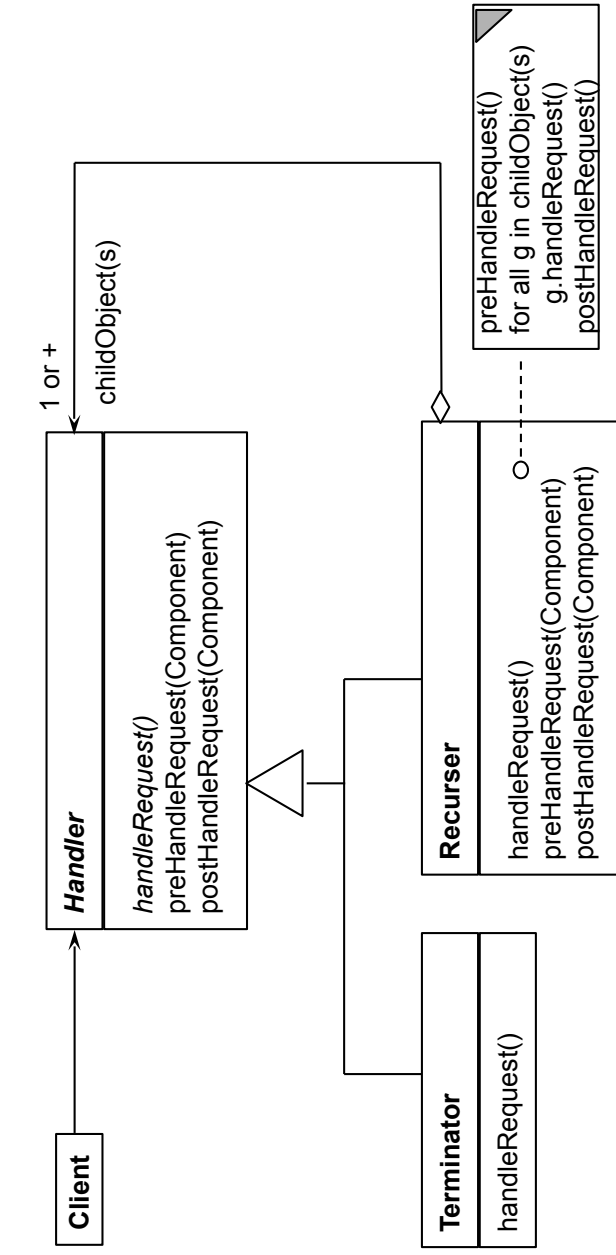 Client
Handler
handleRequest()
preHandleRequest(Component)
postHandleRequest(Component)
1 or +
childObject(s)
Terminator
handleRequest()
Recurser
handleRequest()
preHandleRequest(Component)
postHandleRequest(Component)
preHandleRequest()
for all g in childObject(s)
g.handleRequest()
postHandleRequest()